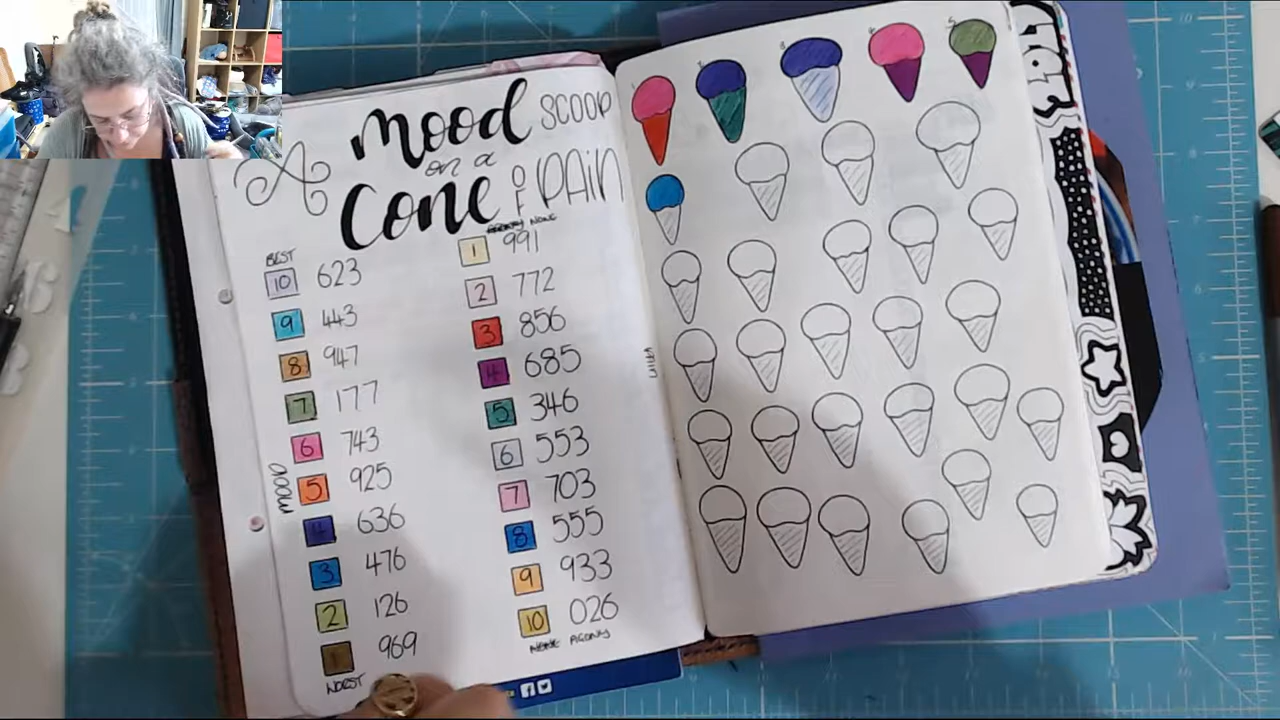 mood SCOOP
on a
Cone OF PAIN
BEST
10 623
9 443
8 947
7 177
6 743
5 925
4 636
3 476
2 126
1 969
WORST
MOOD
NONE
1 991
2 772
3 856
4 685
5 346
6 553
7 703
8 555
9 933
10 026
AGONY
PAIN